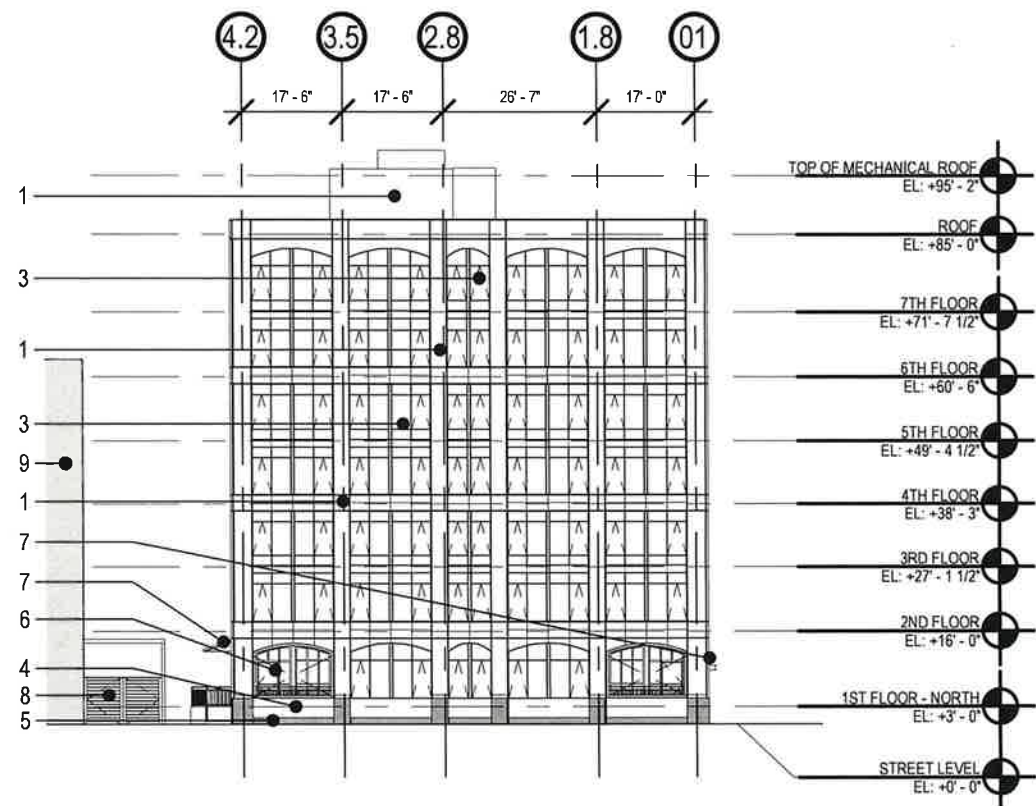 4.2 3.5 2.8 1.8 01
17' - 6" 17' - 6" 26' - 7" 17' - 0"
TOP OF MECHANICAL ROOF
EL: +95' - 2"
1
ROOF
EL: +85' - 0"
3
7TH FLOOR
EL: +71' - 7 1/2"
1
6TH FLOOR
EL: +60' - 6"
3
5TH FLOOR
EL: +49' - 4 1/2"
9
1
4TH FLOOR
EL: +38' - 3"
7
3RD FLOOR
EL: +27' - 1 1/2"
7
6
2ND FLOOR
EL: +16' - 0"
4
8
1ST FLOOR - NORTH
EL: +3' - 0"
5
STREET LEVEL
EL: +0' - 0"